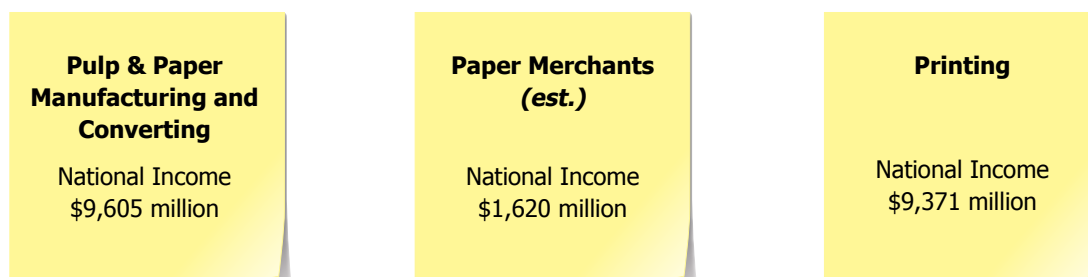 Pulp & Paper
Manufacturing and
Converting
National Income
$9,605 million
Paper Merchants
(est.)
National Income
$1,620 million
Printing
National Income
$9,371 million